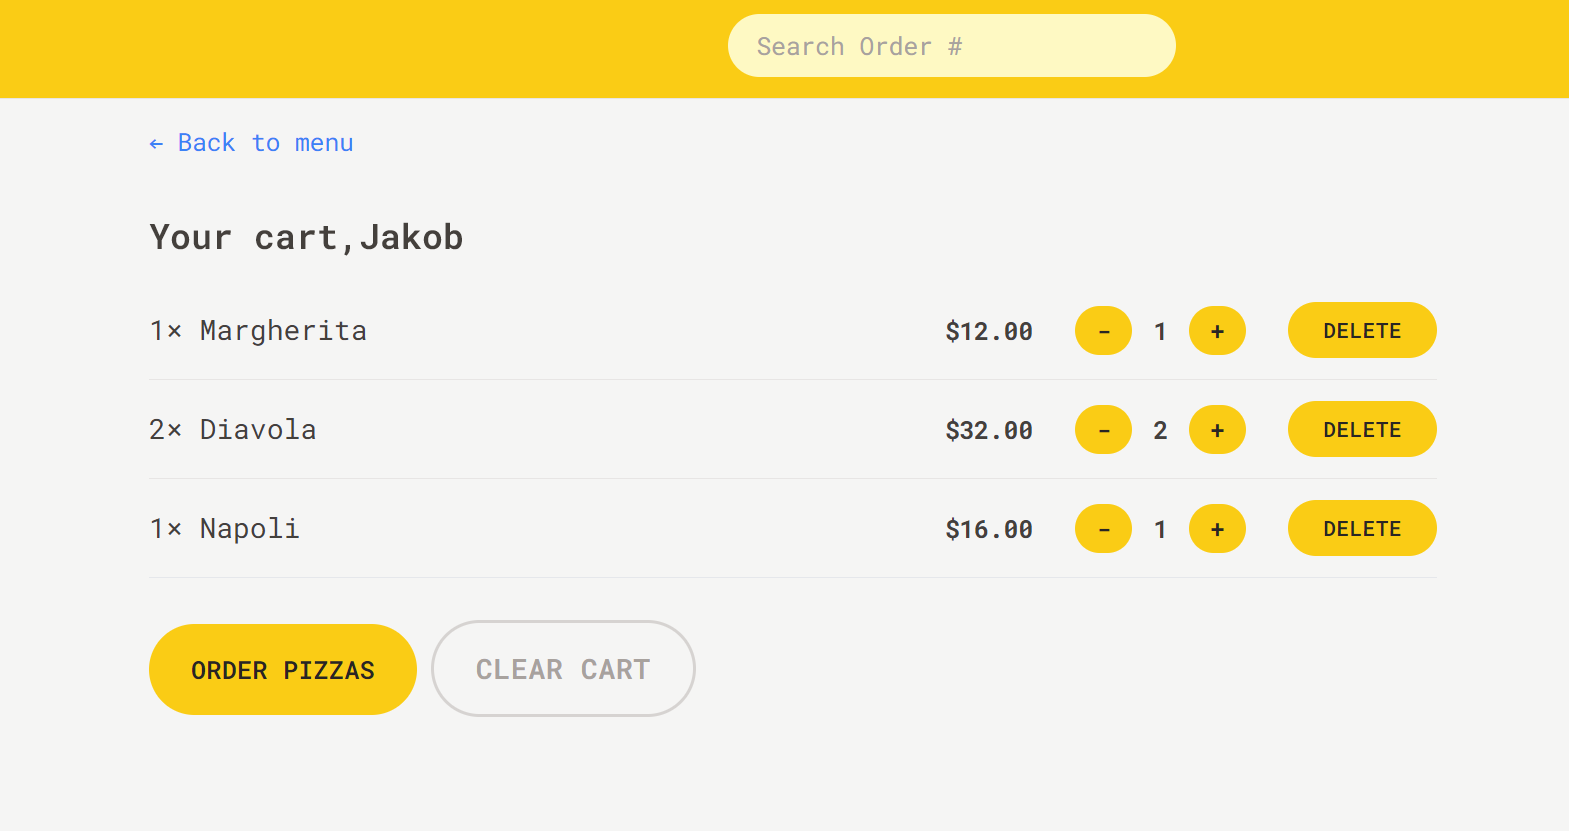 Search Order #
← Back to menu
Your cart,Jakob
1× Margherita $12.00 - 1 + DELETE
2× Diavola $32.00 - 2 + DELETE
1× Napoli $16.00 - 1 + DELETE
ORDER PIZZAS CLEAR CART